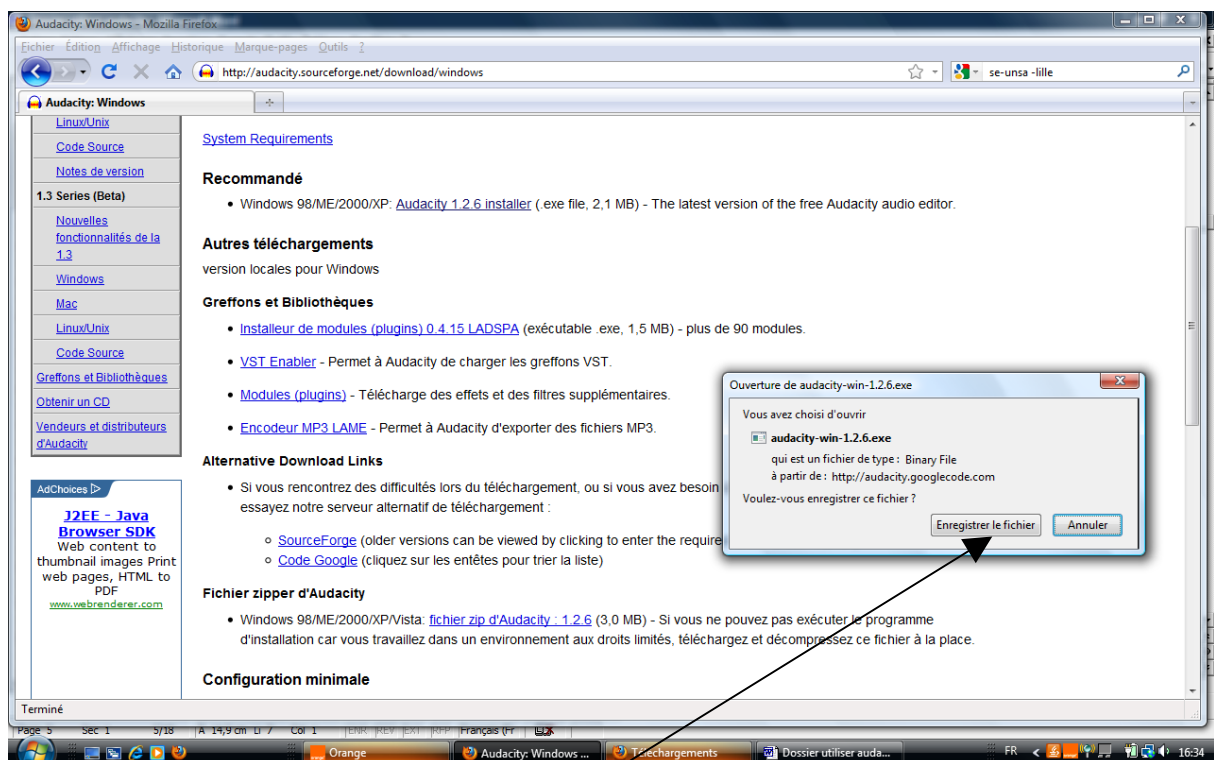 Audacity: Windows - Mozilla Firefox
Fichier Édition Affichage Historique Marque-pages Outils ?
http://audacity.sourceforge.net/download/windows
se-unsa -lille
Audacity: Windows
Linux/Unix
Code Source
Notes de version
1.3 Series (Beta)
Nouvelles
fonctionnalités de la
1.3
Windows
Mac
Linux/Unix
Code Source
Greffons et Bibliothèques
Obtenir un CD
Vendeurs et distributeurs
d'Audacity
AdChoices
J2EE - Java
Browser SDK
Web content to
thumbnail images Print
web pages, HTML to
PDF
www.webrenderer.com
System Requirements
Recommandé
• Windows 98/ME/2000/XP: Audacity 1.2.6 installer (.exe file, 2,1 MB) - The latest version of the free Audacity audio editor.
Autres téléchargements
version locales pour Windows
Greffons et Bibliothèques
• Installeur de modules (plugins) 0.4.15 LADSPA (exécutable .exe, 1,5 MB) - plus de 90 modules.
• VST Enabler - Permet à Audacity de charger les greffons VST.
• Modules (plugins) - Télécharge des effets et des filtres supplémentaires.
• Encodeur MP3 LAME - Permet à Audacity d'exporter des fichiers MP3.
Alternative Download Links
• Si vous rencontrez des difficultés lors du téléchargement, ou si vous avez besoin
essayez notre serveur alternatif de téléchargement :
SourceForge (older versions can be viewed by clicking to enter the require
Code Google (cliquez sur les entêtes pour trier la liste)
Fichier zipper d'Audacity
• Windows 98/ME/2000/XP/Vista: fichier zip d'Audacity : 1.2.6 (3,0 MB) - Si vous ne pouvez pas exécuter le programme
d'installation car vous travaillez dans un environnement aux droits limités, téléchargez et décompressez ce fichier à la place.
Configuration minimale
Ouverture de audacity-win-1.2.6.exe
Vous avez choisi d'ouvrir
audacity-win-1.2.6.exe
qui est un fichier de type : Binary File
à partir de : http://audacity.googlecode.com
Voulez-vous enregistrer ce fichier ?
Enregistrer le fichier Annuler
Terminé
Page 5 Sec 1 5/18 À 14,9 cm Li 7 Col 1 ENR REV EXT RFP Français (Fr
Orange Audacity: Windows ... Téléchargements Dossier utiliser auda... FR 16:34